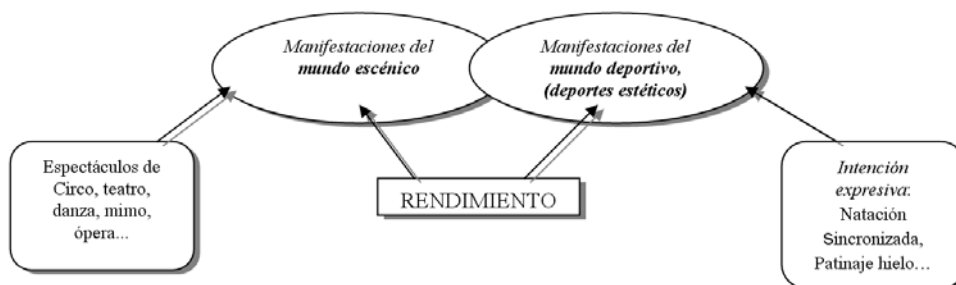 Manifestaciones del
mundo escénico
Manifestaciones del
mundo deportivo,
(deportes estéticos)
Espectáculos de
Circo, teatro,
danza, mimo,
ópera...
RENDIMIENTO
Intención
expresiva:
Natación
Sincronizada,
Patinaje hielo…